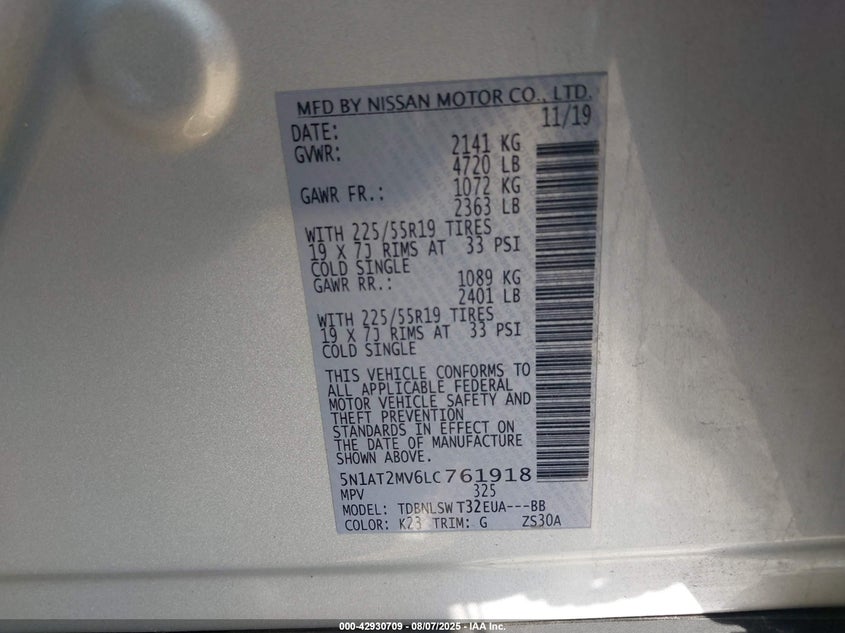 MFD BY NISSAN MOTOR CO., LTD.
DATE: 11/19
GVWR: 2141 KG
4720 LB
GAWR FR.: 1072 KG
2363 LB
WITH 225/55R19 TIRES
19 X 7J RIMS AT 33 PSI
COLD SINGLE
GAWR RR.: 1089 KG
2401 LB
WITH 225/55R19 TIRES
19 X 7J RIMS AT 33 PSI
COLD SINGLE
THIS VEHICLE CONFORMS TO
ALL APPLICABLE FEDERAL
MOTOR VEHICLE SAFETY AND
THEFT PREVENTION
STANDARDS IN EFFECT ON
THE DATE OF MANUFACTURE
SHOWN ABOVE.
5N1AT2MV6LC761918
MPV 325
MODEL: TDBNLSWT32EUA---BB
COLOR: K23 TRIM: G ZS30A
000-42930709 - 08/07/2025 - IAA Inc.